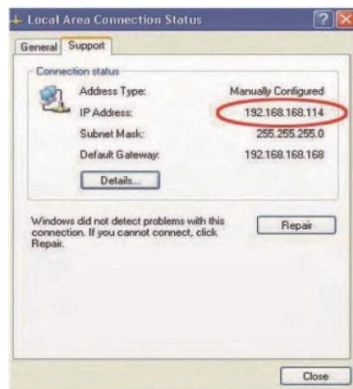 Local Area Connection Status
General Support
Connection status
Address Type: Manually Configured
IP Address: 192.168.168.114
Subnet Mask: 255.255.255.0
Default Gateway: 192.168.168.168
Details...
Windows did not detect problems with this
connection. If you cannot connect, click
Repair.
Repair
Close